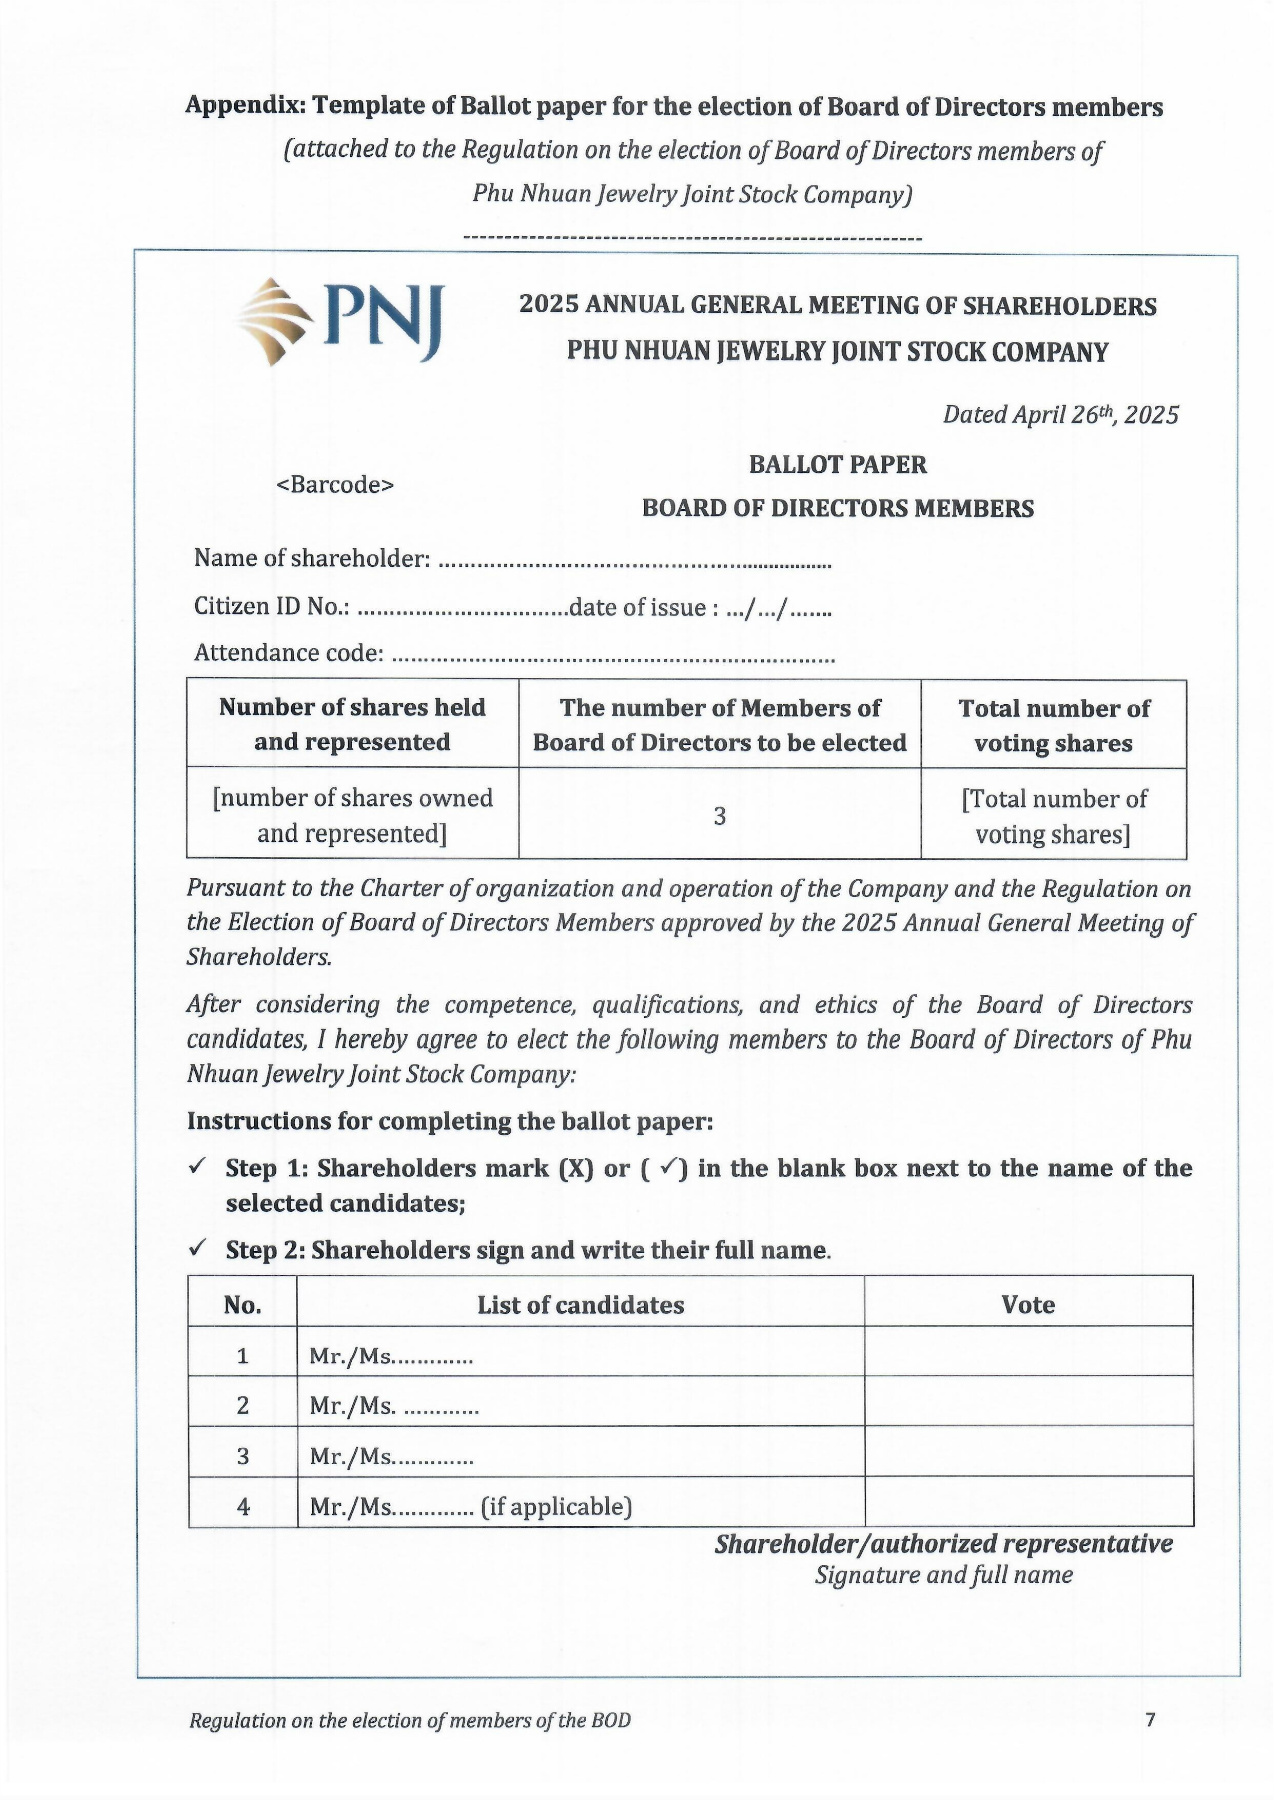 Appendix: Template of Ballot paper for the election of Board of Directors members
(attached to the Regulation on the election of Board of Directors members of
Phu Nhuan Jewelry Joint Stock Company)
----------------------------------------------------------
PNJ
2025 ANNUAL GENERAL MEETING OF SHAREHOLDERS
PHU NHUAN JEWELRY JOINT STOCK COMPANY
Dated April 26th, 2025
<Barcode>
BALLOT PAPER
BOARD OF DIRECTORS MEMBERS
Name of shareholder: ..............................................................
Citizen ID No.: .................................date of issue : .../.../.......
Attendance code: ......................................................................
Number of shares held
and represented
The number of Members of
Board of Directors to be elected
Total number of
voting shares
[number of shares owned
and represented]
3
[Total number of
voting shares]
Pursuant to the Charter of organization and operation of the Company and the Regulation on
the Election of Board of Directors Members approved by the 2025 Annual General Meeting of
Shareholders.
After considering the competence, qualifications, and ethics of the Board of Directors
candidates, I hereby agree to elect the following members to the Board of Directors of Phu
Nhuan Jewelry Joint Stock Company:
Instructions for completing the ballot paper:
✓ Step 1: Shareholders mark (X) or ( ✓) in the blank box next to the name of the
selected candidates;
✓ Step 2: Shareholders sign and write their full name.
No. List of candidates Vote
1 Mr./Ms.............
2 Mr./Ms. ............
3 Mr./Ms.............
4 Mr./Ms............. (if applicable)
Shareholder/authorized representative
Signature and full name
Regulation on the election of members of the BOD 7